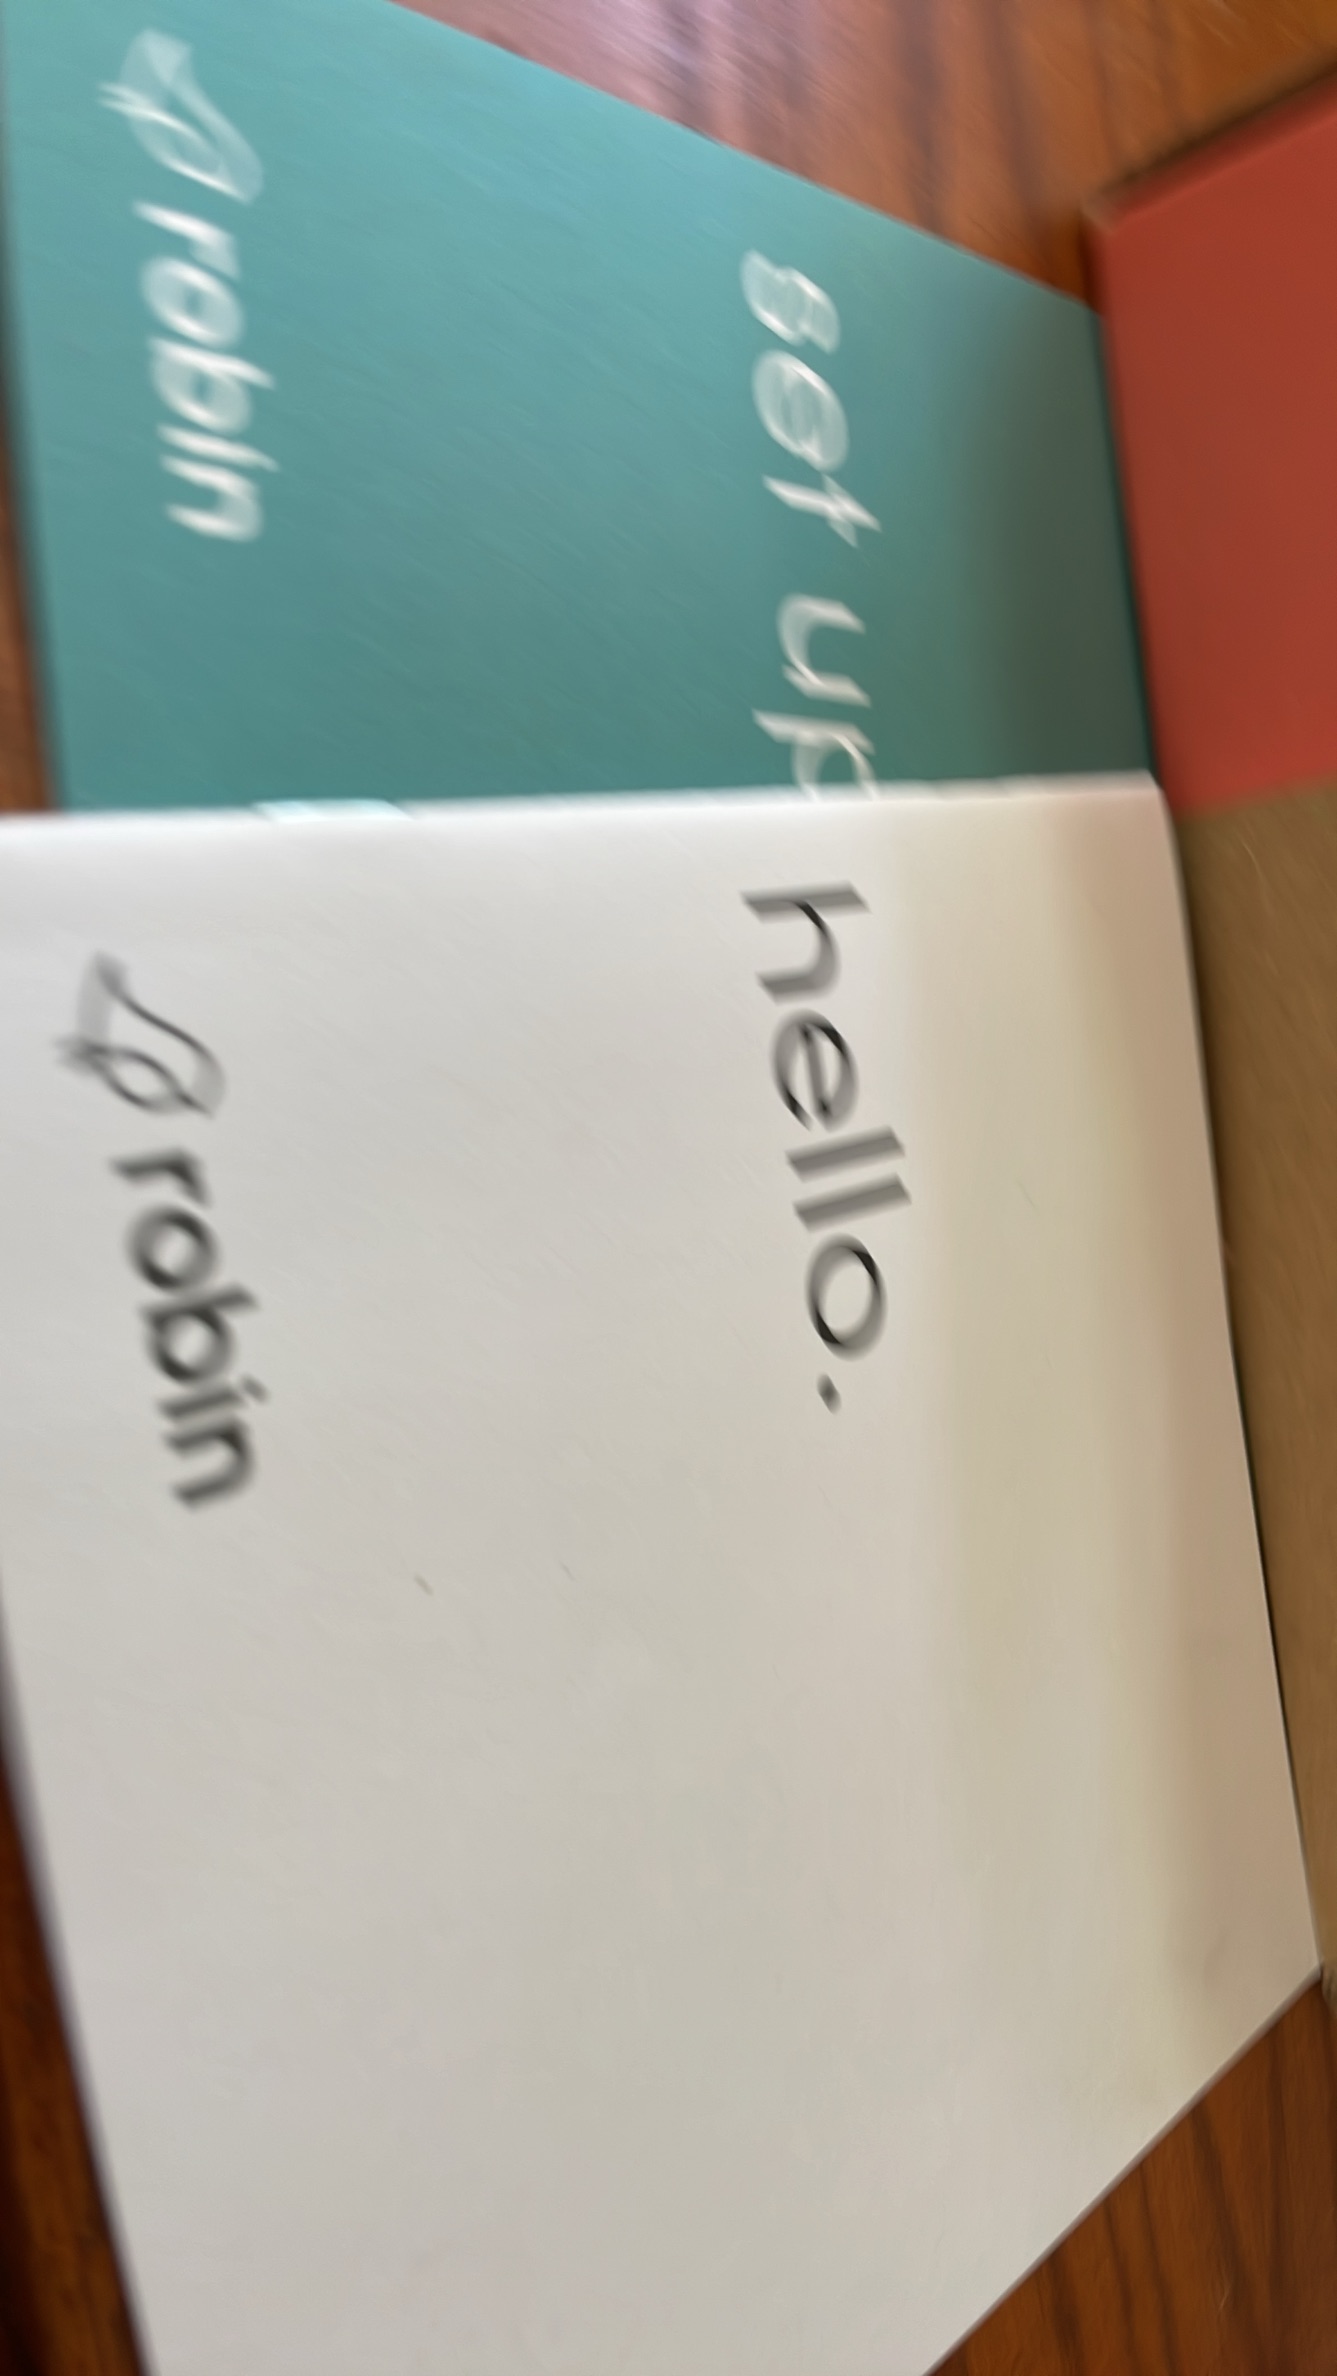 set up
robin
hello.
robin